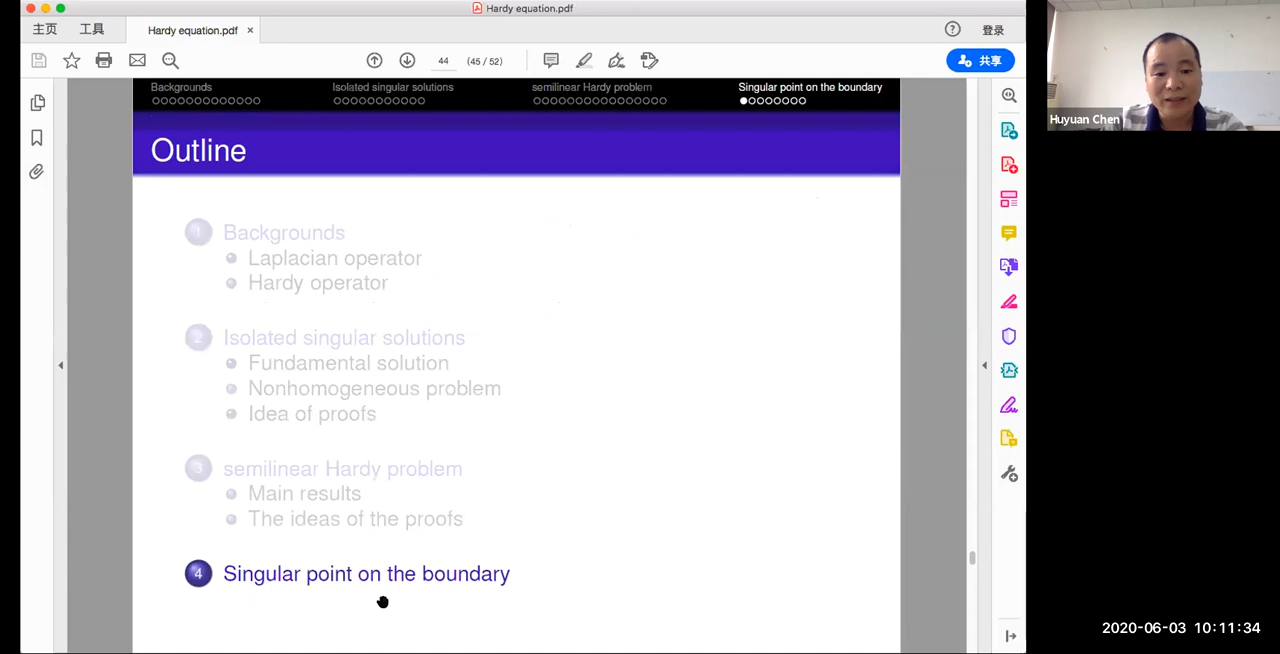 Hardy equation.pdf
主页
工具
Hardy equation.pdf ×
登录
44
(45 / 52)
共享
Backgrounds
Isolated singular solutions
semilinear Hardy problem
Singular point on the boundary
Outline
1 Backgrounds
Laplacian operator
Hardy operator
2 Isolated singular solutions
Fundamental solution
Nonhomogeneous problem
Idea of proofs
3 semilinear Hardy problem
Main results
The ideas of the proofs
4 Singular point on the boundary
Huyuan Chen
2020-06-03 10:11:34